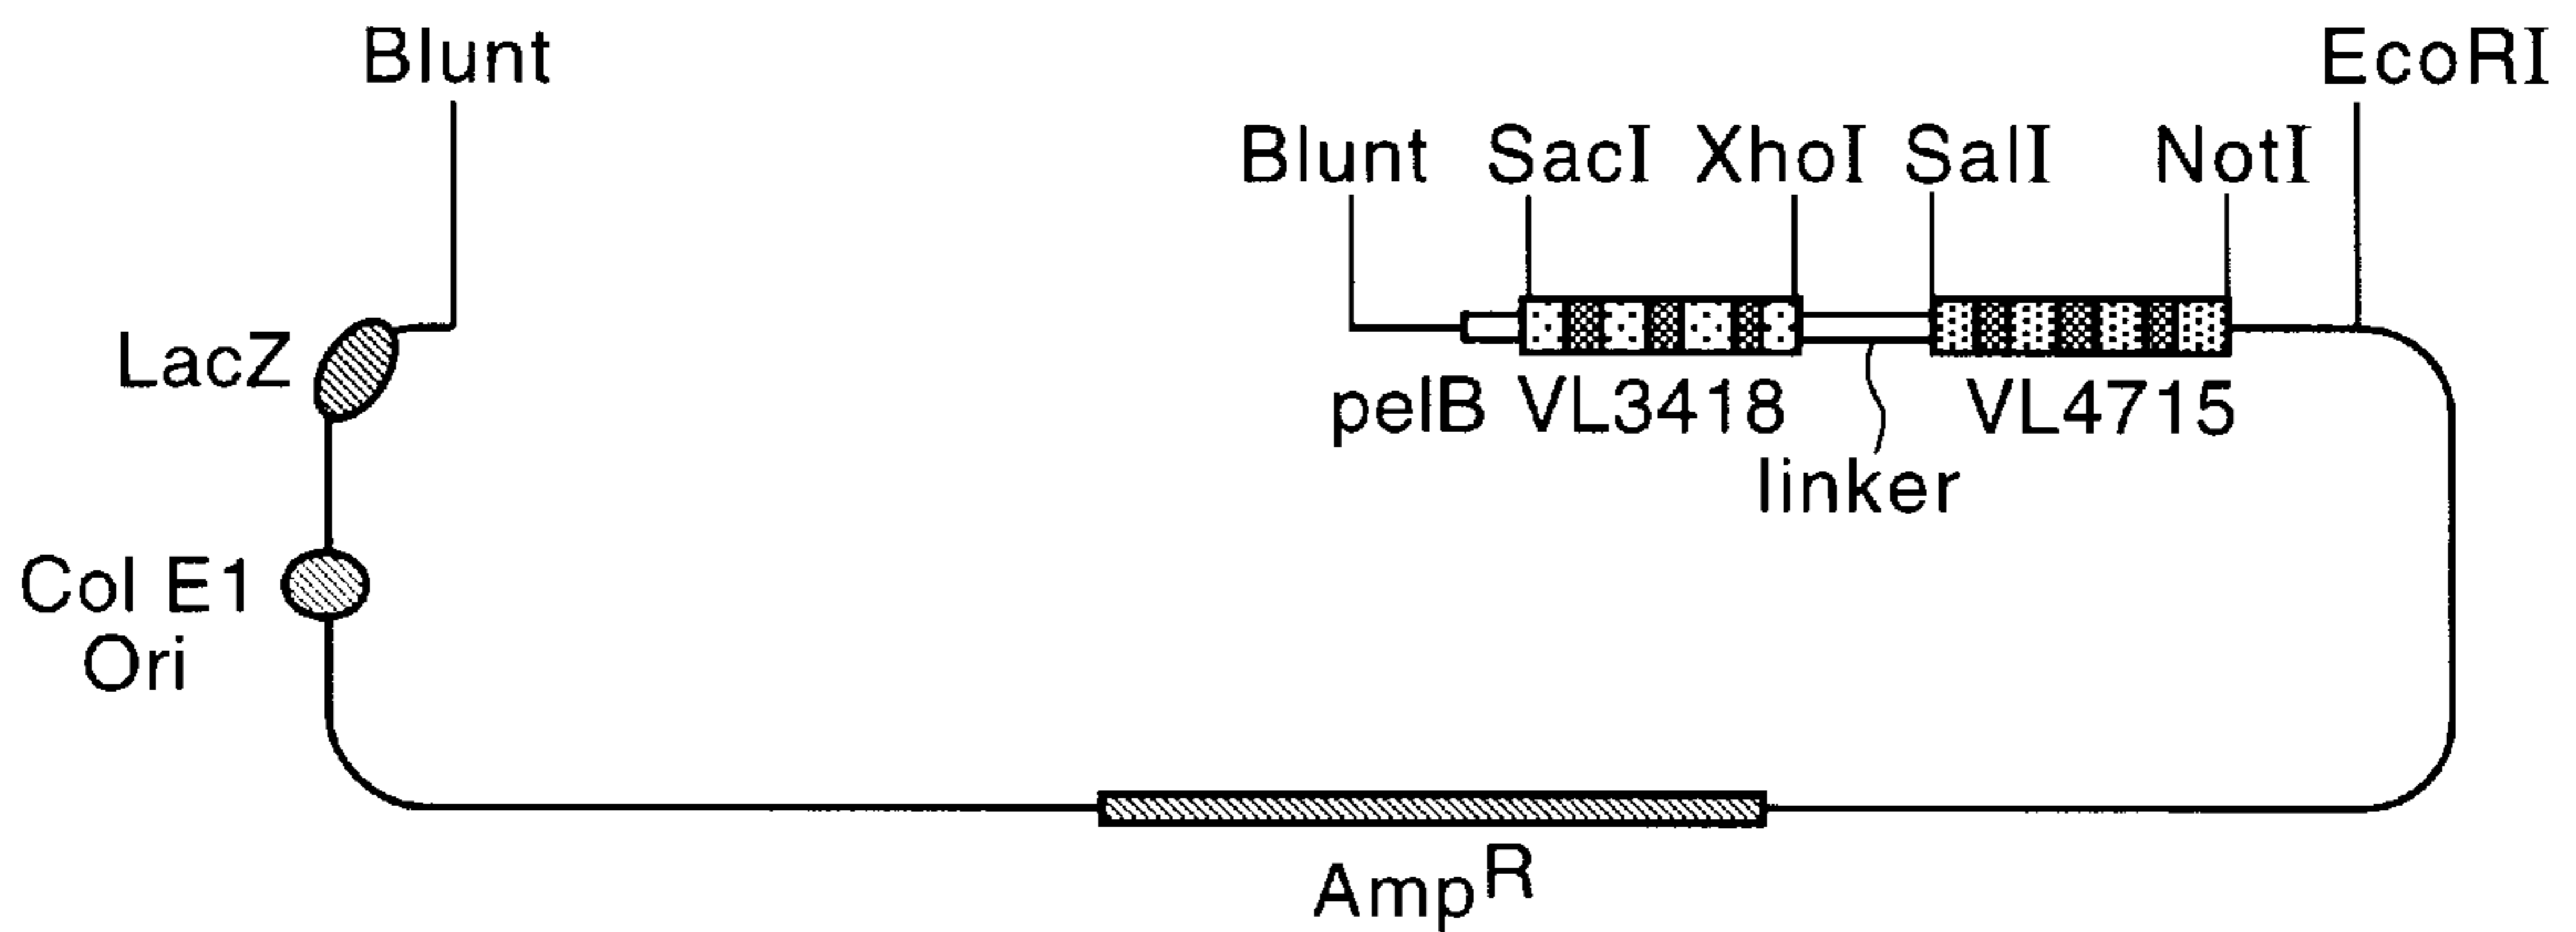 Blunt
EcoRI
Blunt SacI XhoI SalI NotI
LacZ
pelB VL3418 VL4715
linker
Col E1
Ori
AmpR